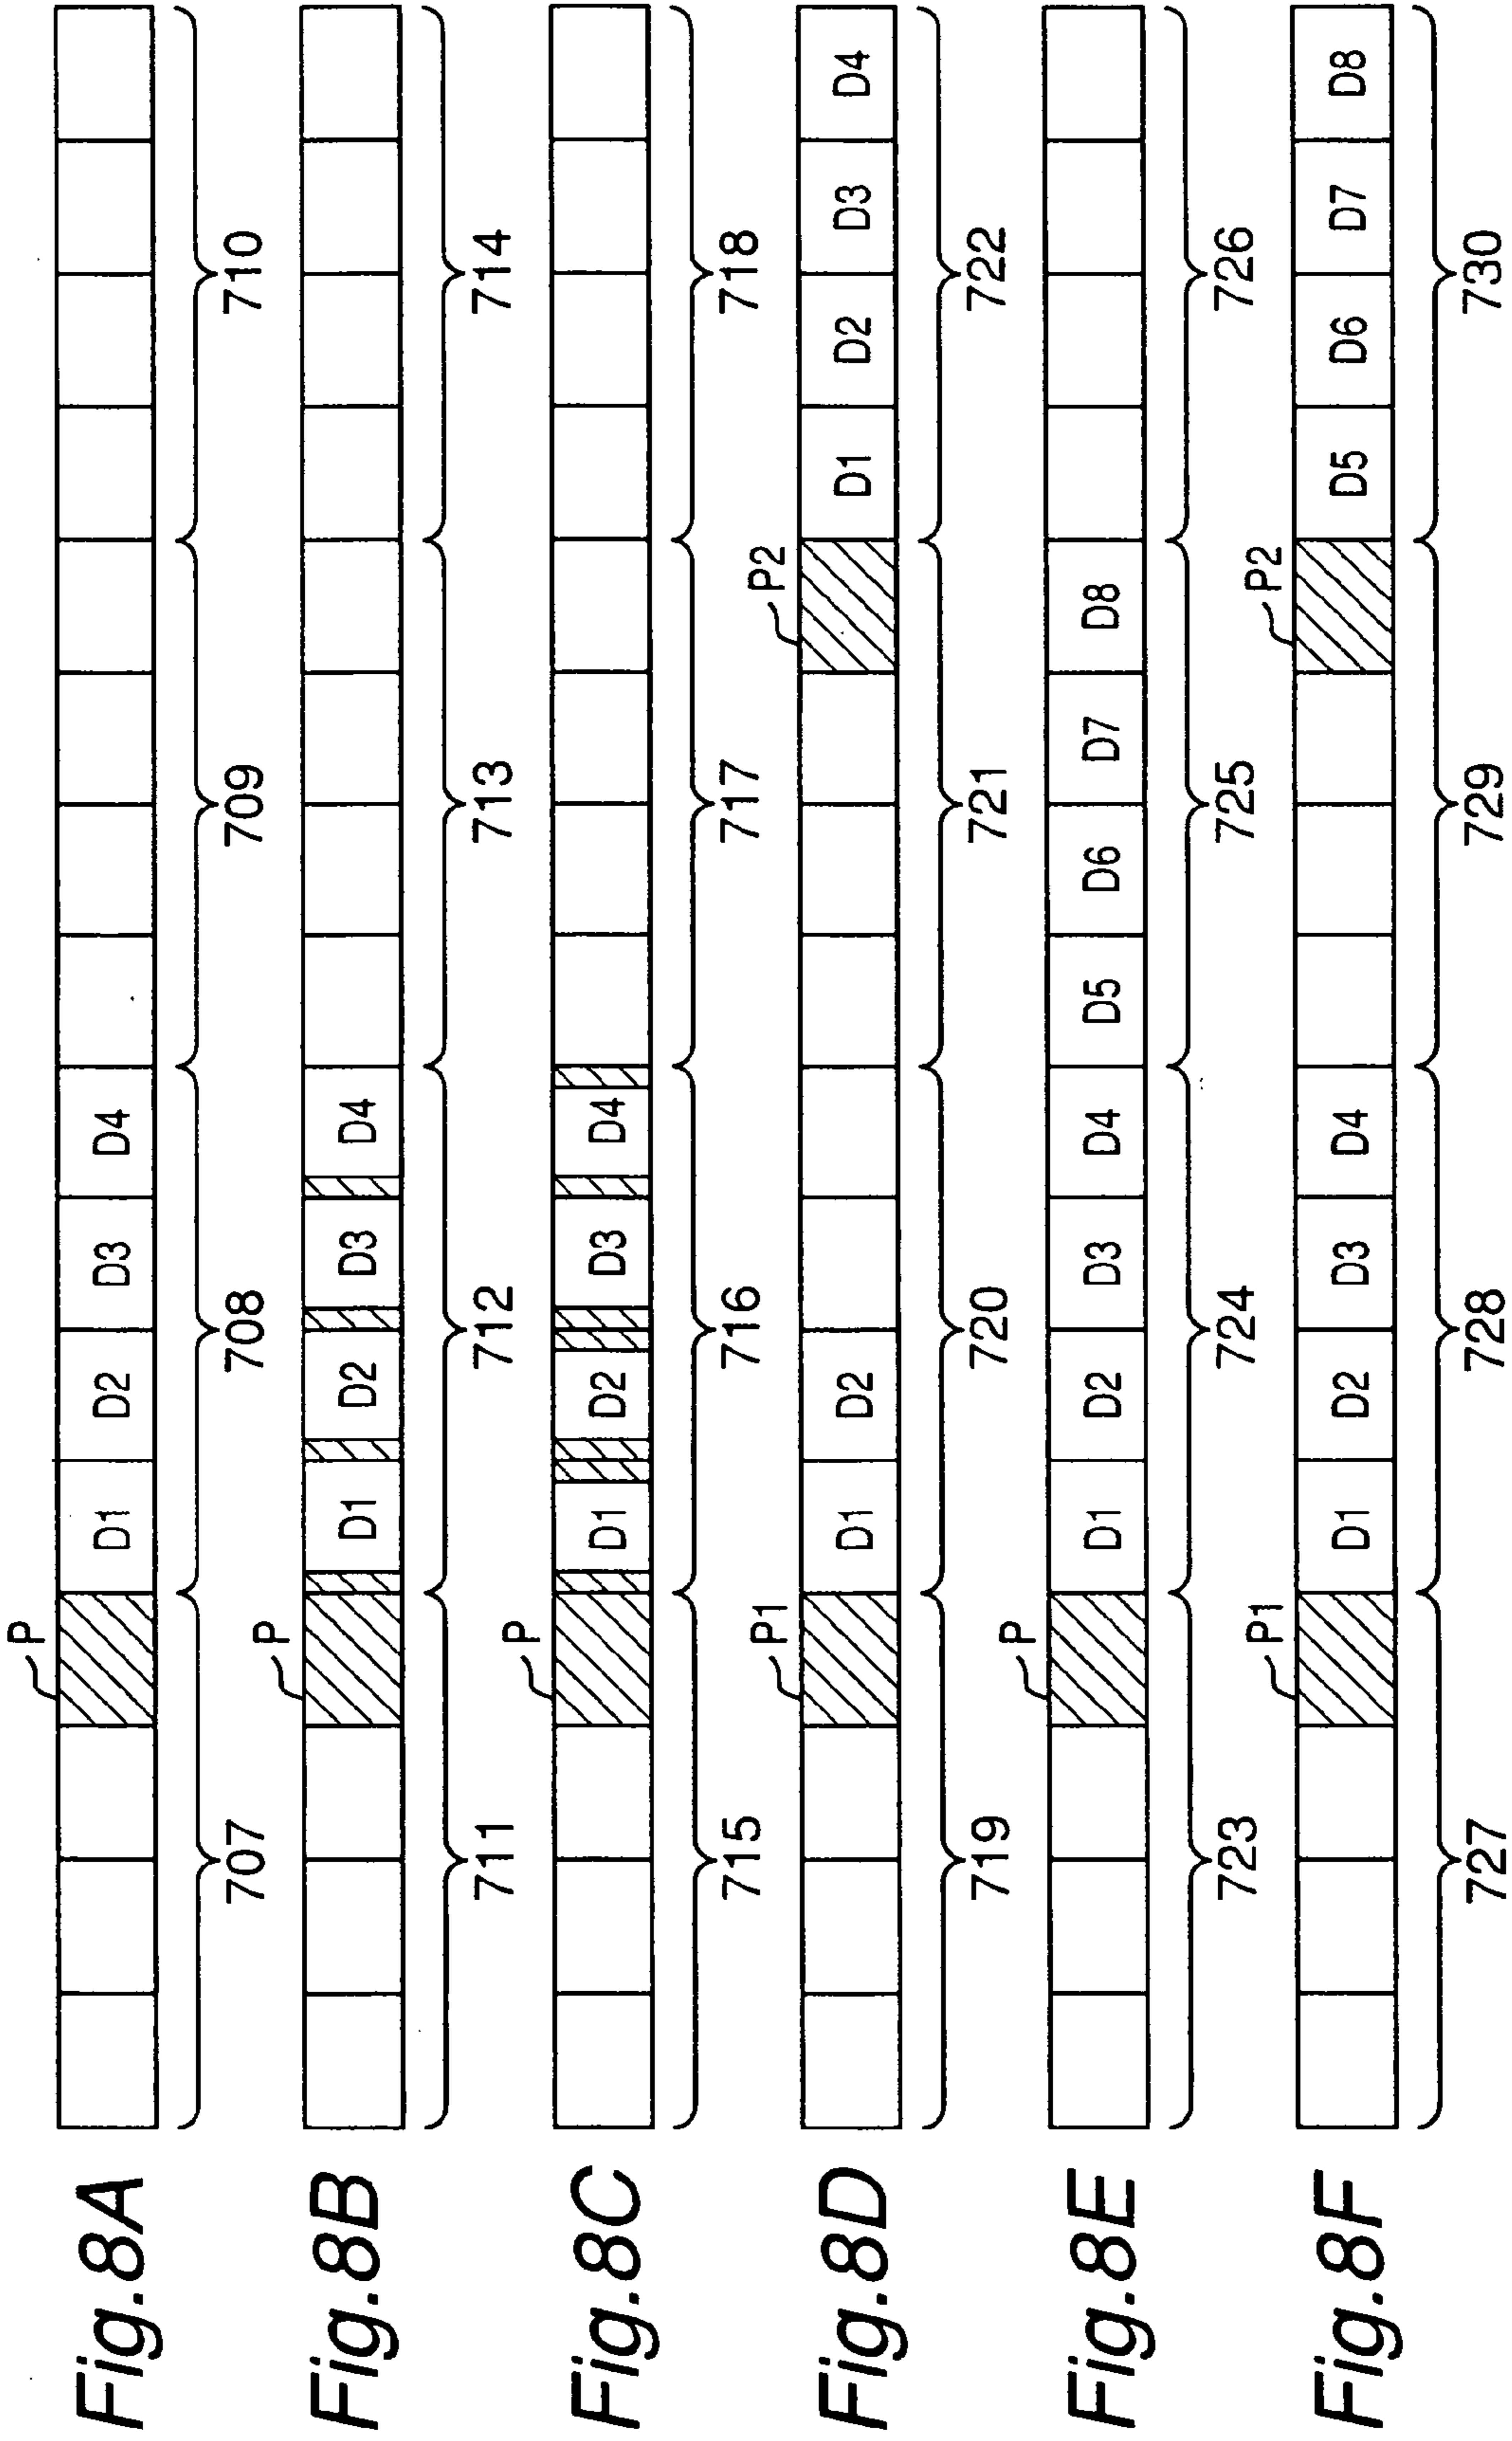 Fig.8A
P
D1 D2 D3 D4
707 708 709 710
Fig.8B
P
D1 D2 D3 D4
711 712 713 714
Fig.8C
P
D1 D2 D3 D4
715 716 717 718
Fig.8D
P1 P2
D1 D2 D1 D2 D3 D4
719 720 721 722
Fig.8E
P
D1 D2 D3 D4 D5 D6 D7 D8
723 724 725 726
Fig.8F
P1 P2
D1 D2 D3 D4 D5 D6 D7 D8
727 728 729 730